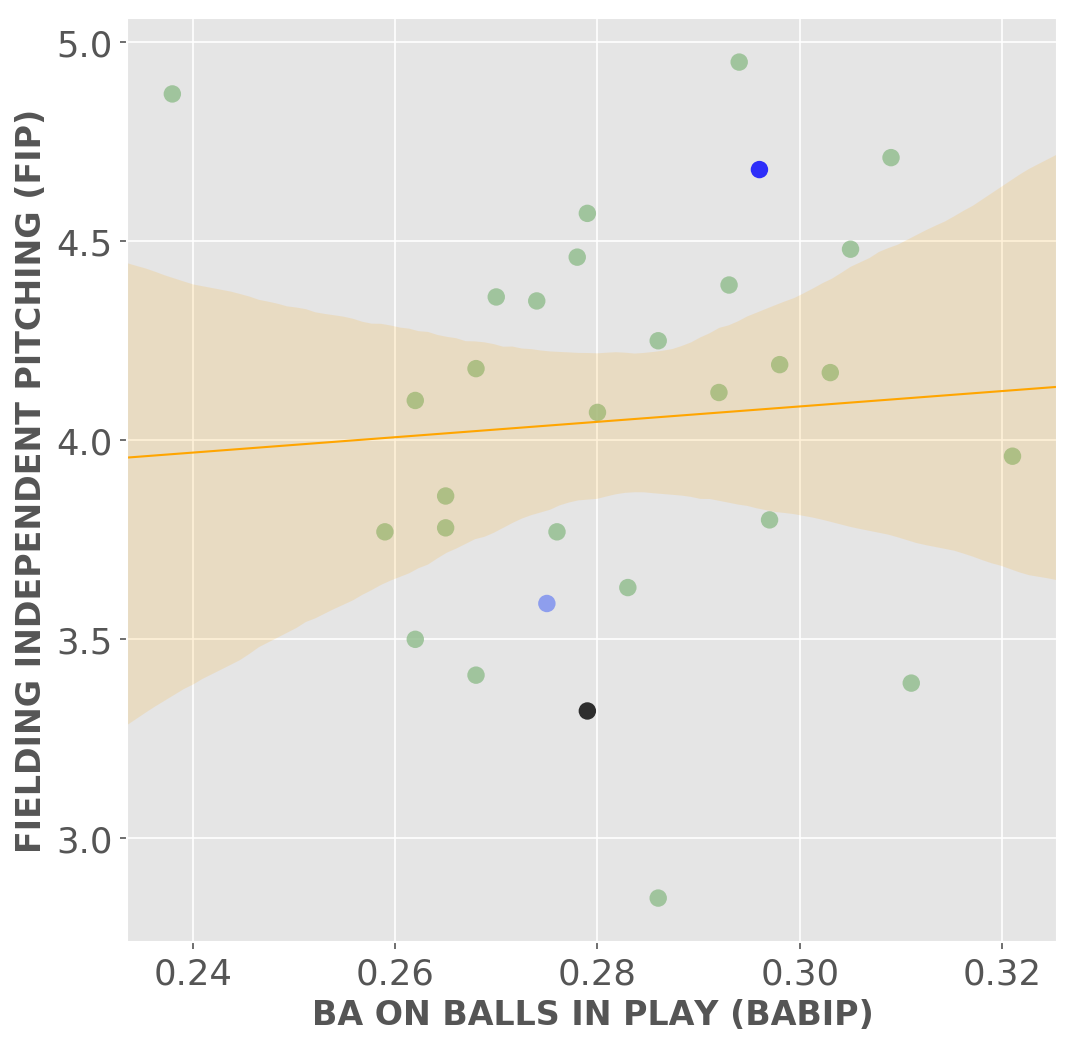 FIELDING INDEPENDENT PITCHING (FIP)
5.0
4.5
4.0
3.5
3.0
0.24 0.26 0.28 0.30 0.32
BA ON BALLS IN PLAY (BABIP)